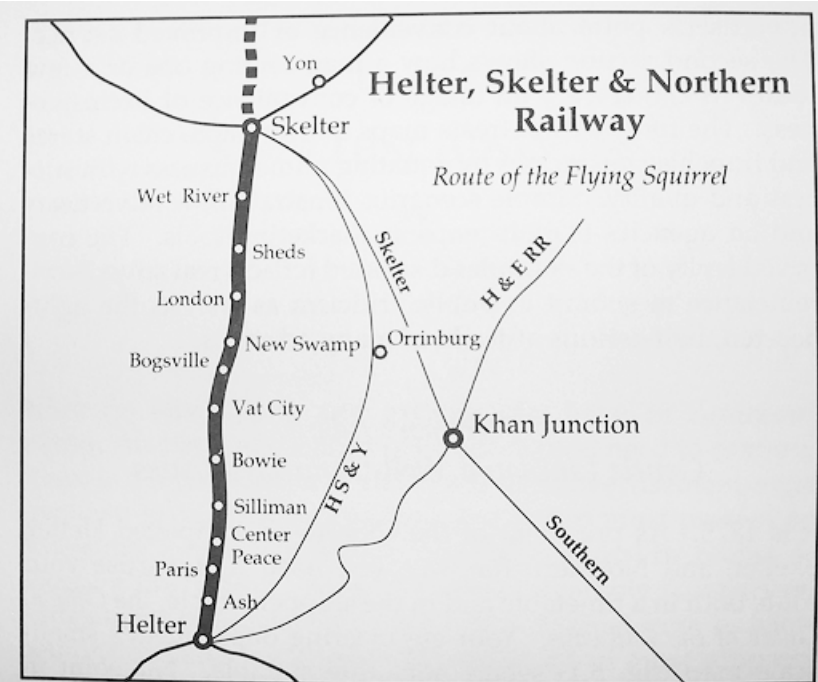 Yon
Helter, Skelter & Northern
Railway
Skelter
Route of the Flying Squirrel
Wet River
Sheds
Skelter
H & E RR
London
New Swamp
Orrinburg
Bogsville
Vat City
Khan Junction
Bowie
H S & Y
Silliman
Center
Peace
Southern
Paris
Ash
Helter